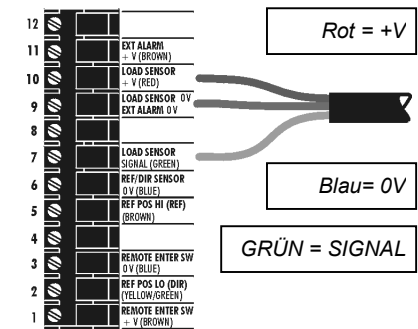 12
11 EXT ALARM
+ V (BROWN)
10 LOAD SENSOR
+ V (RED)
9 LOAD SENSOR 0V
EXT ALARM 0 V
8
7 LOAD SENSOR
SIGNAL (GREEN)
6 REF/DIR SENSOR
0 V (BLUE)
5 REF POS HI (REF)
(BROWN)
4
3 REMOTE ENTER SW
0 V (BLUE)
2 REF POS LO (DIR)
(YELLOW/GREEN)
1 REMOTE ENTER SW
+ V (BROWN)
Rot = +V
Blau= 0V
GRÜN = SIGNAL